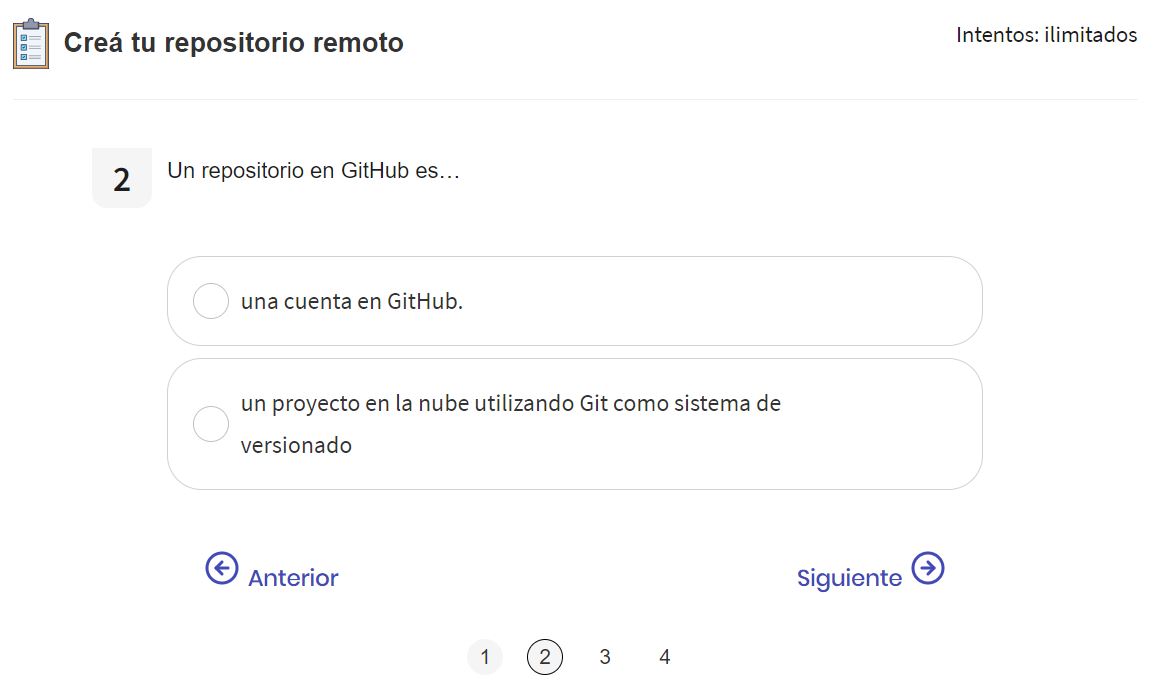 Creá tu repositorio remoto
Intentos: ilimitados
2
Un repositorio en GitHub es...
una cuenta en GitHub.
un proyecto en la nube utilizando Git como sistema de
versionado
Anterior
Siguiente
1 2 3 4